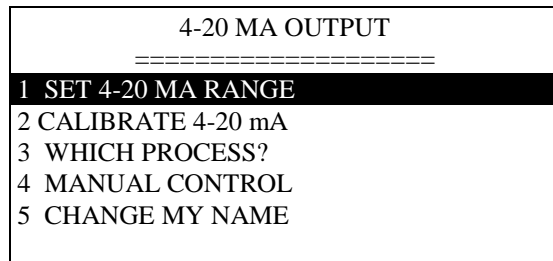 4-20 MA OUTPUT
====================
1 SET 4-20 MA RANGE
2 CALIBRATE 4-20 mA
3 WHICH PROCESS?
4 MANUAL CONTROL
5 CHANGE MY NAME